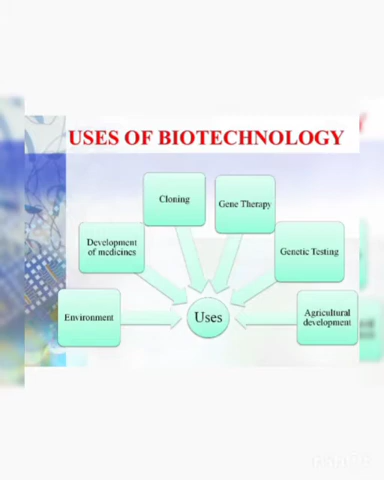 USES OF BIOTECHNOLOGY
Cloning
Gene Therapy
Development
of medicines
Genetic Testing
Environment
Uses
Agricultural
development